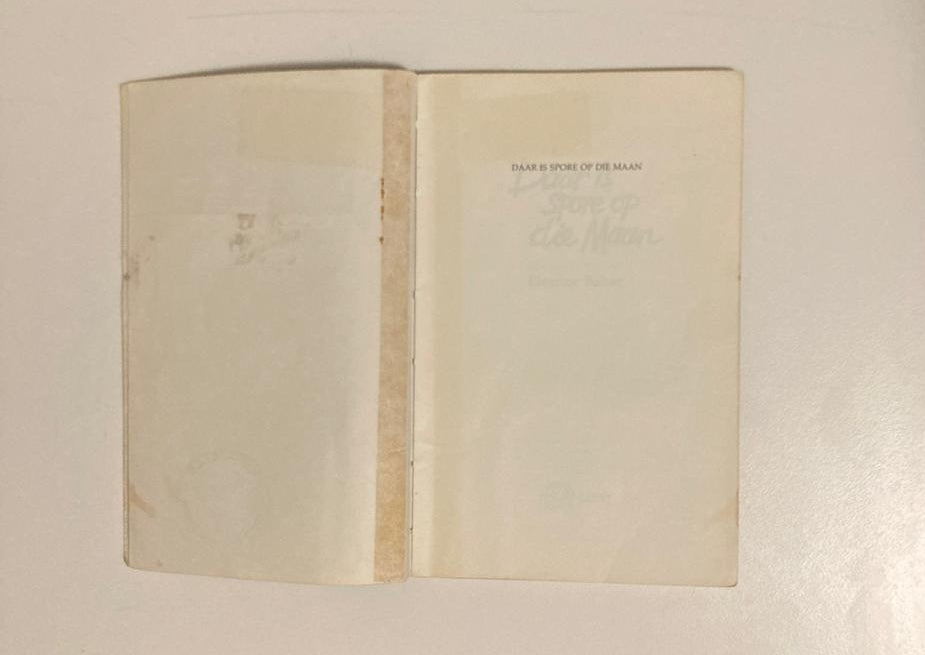 DAAR IS SPORE OP DIE MAAN
Daar is
spore op
die Maan